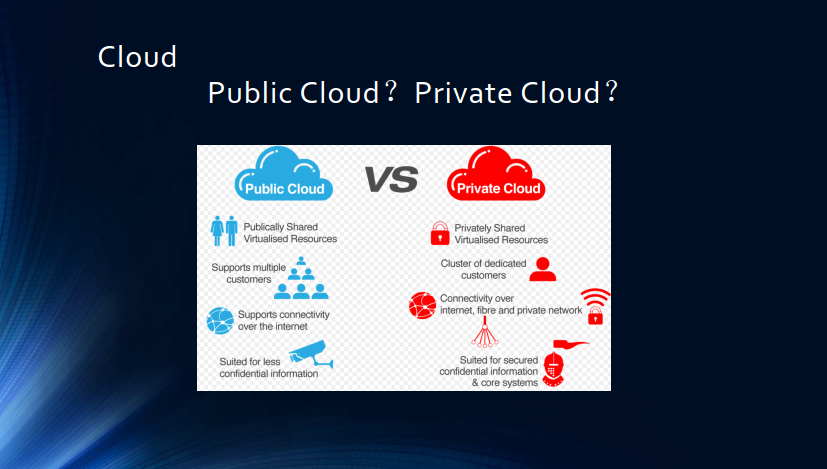 Cloud
Public Cloud？ Private Cloud？
Public Cloud
VS
Private Cloud
Publically Shared
Virtualised Resources
Supports multiple
customers
Supports connectivity
over the internet
Suited for less
confidential information
Privately Shared
Virtualised Resources
Cluster of dedicated
customers
Connectivity over
internet, fibre and private network
Suited for secured
confidential information
& core systems